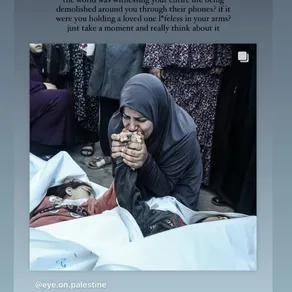 the world was witnessing your entire life being
demolished around you through their phones? if it
were you holding a loved one l*feless in your arms?
just take a moment and really think about it
@eye.on.palestine